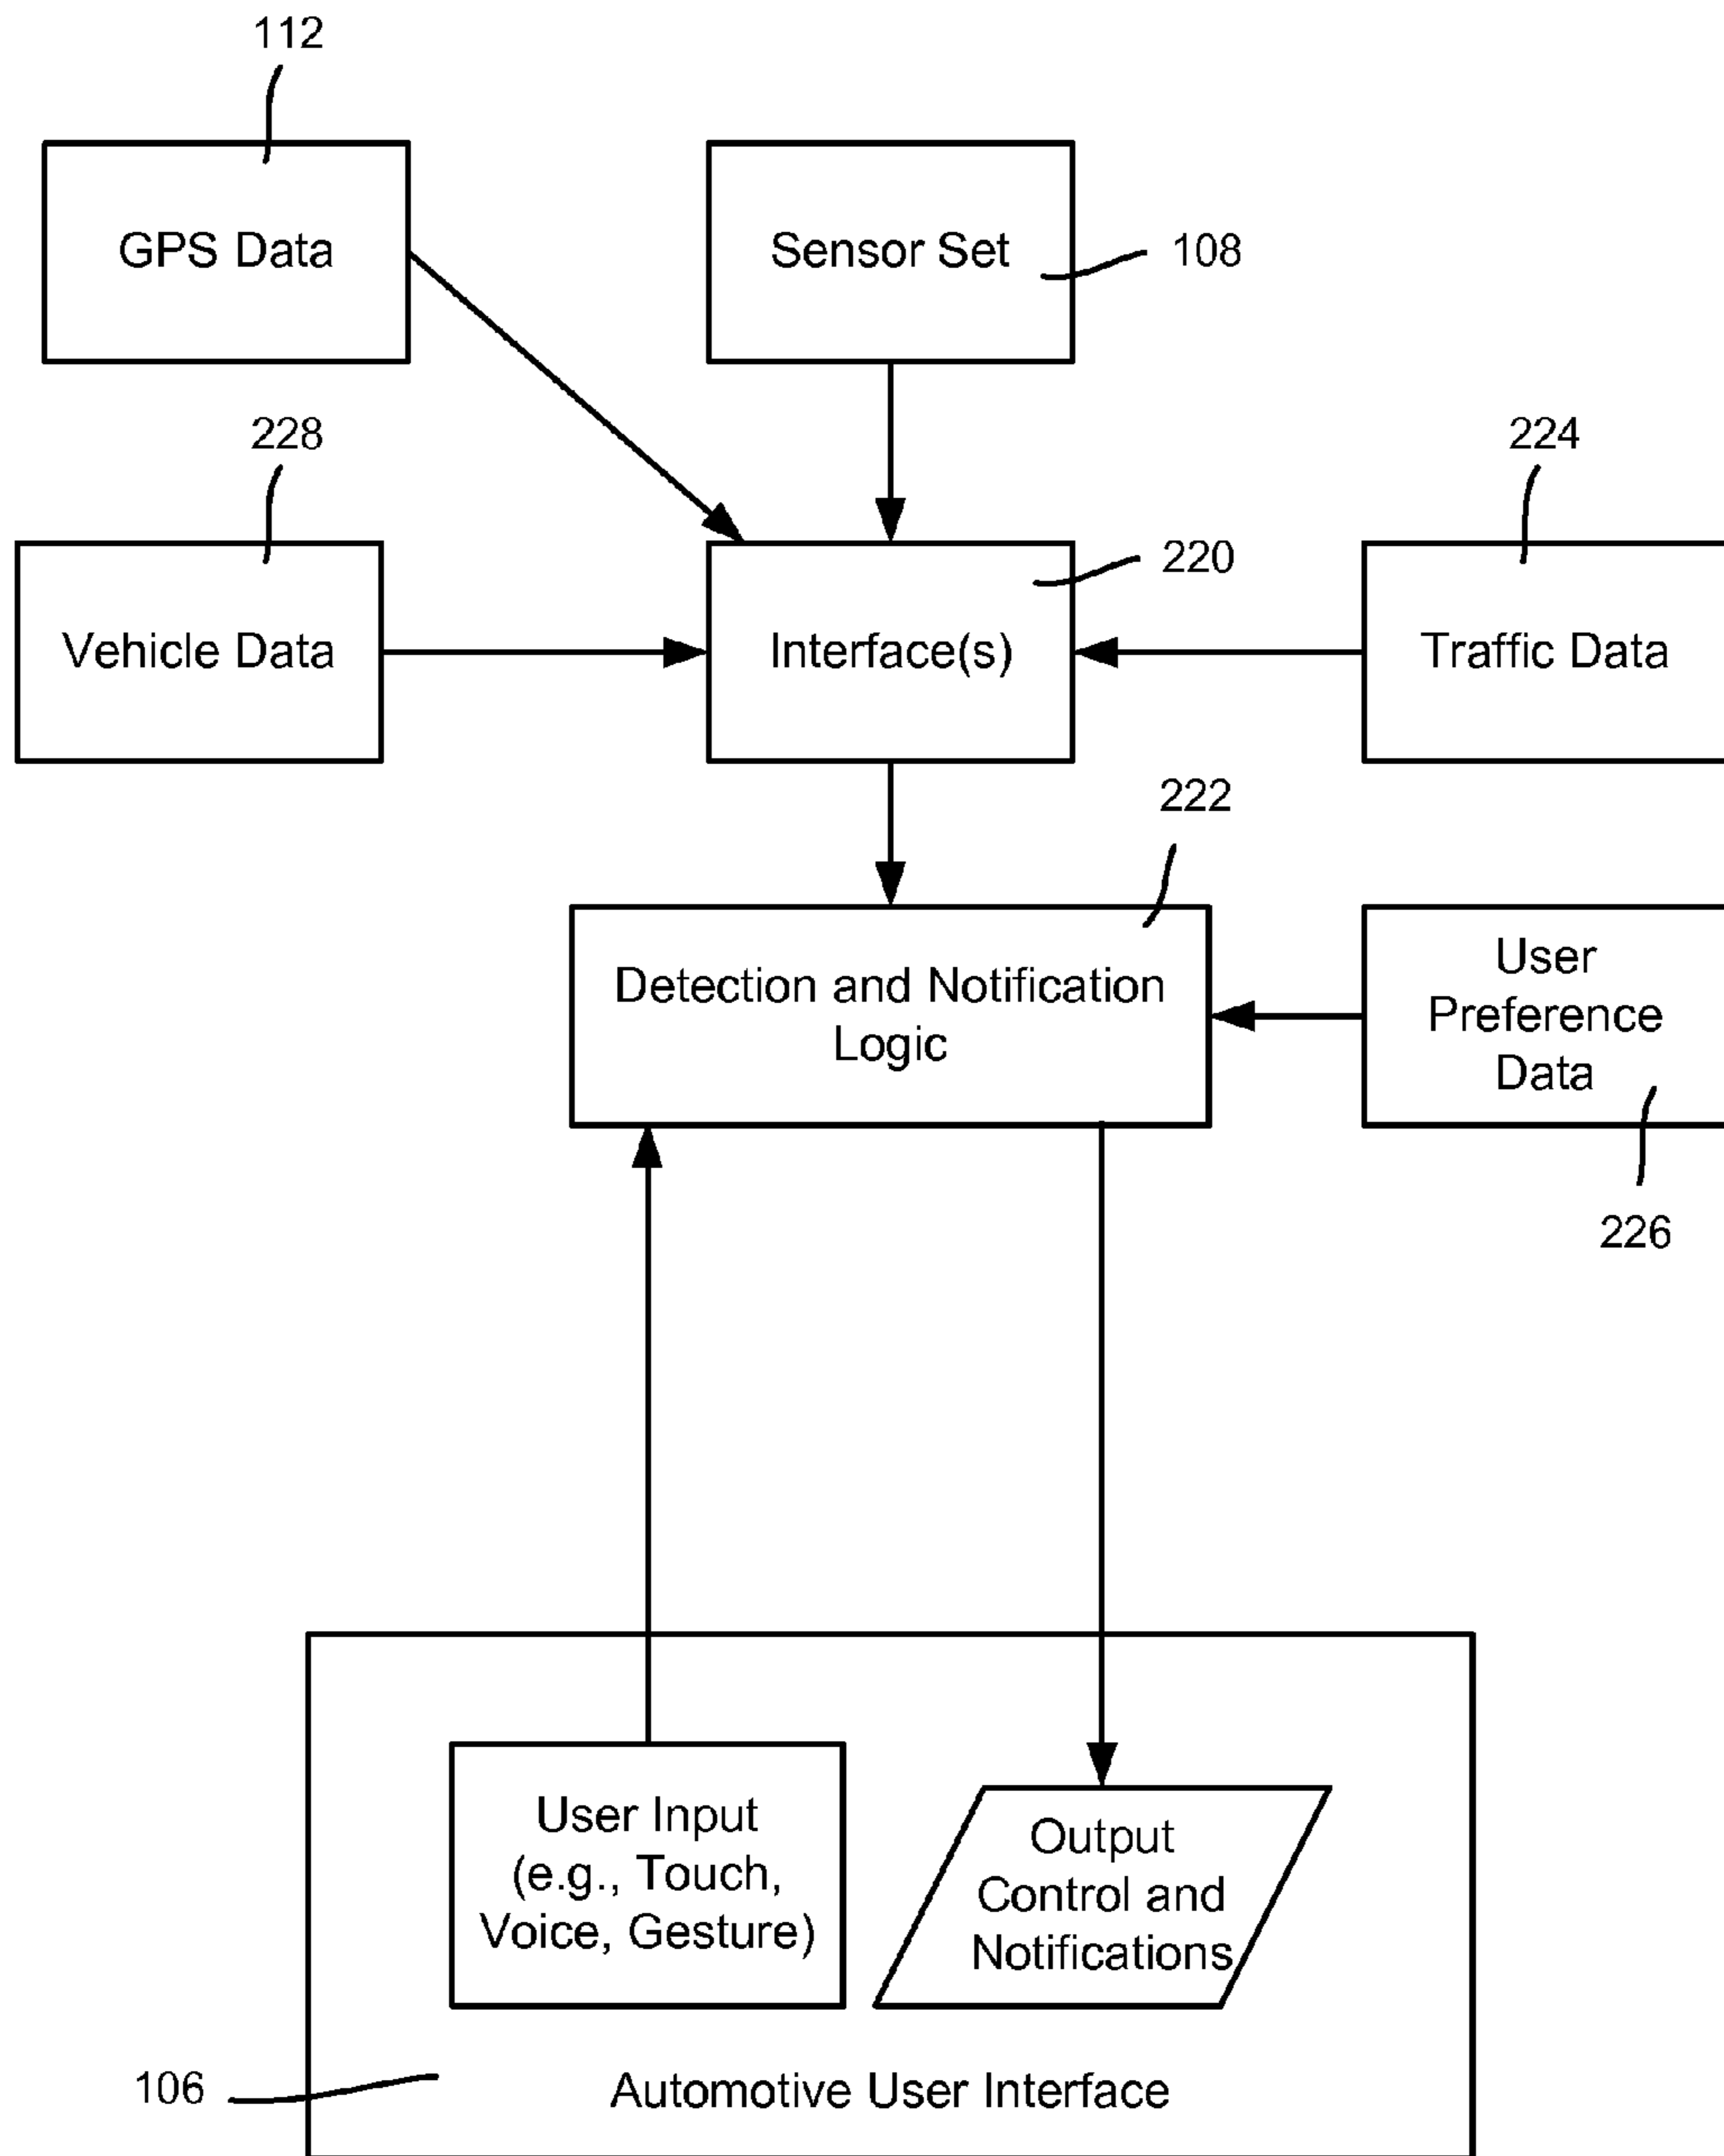 112
GPS Data
Sensor Set
108
228
224
220
Vehicle Data
Interface(s)
Traffic Data
222
Detection and Notification
Logic
User
Preference
Data
226
User Input
(e.g., Touch,
Voice, Gesture)
Output
Control and
Notifications
106
Automotive User Interface